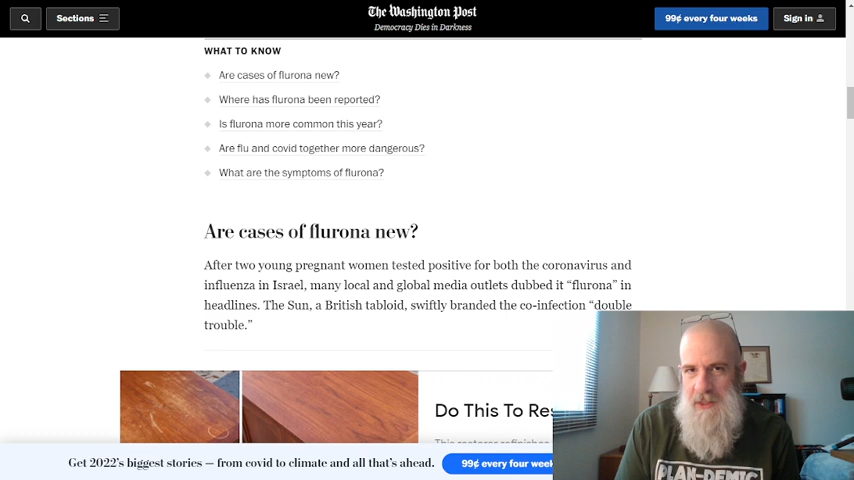 The Washington Post
Democracy Dies in Darkness
Sections
99¢ every four weeks
Sign in
WHAT TO KNOW
Are cases of flurona new?
Where has flurona been reported?
Is flurona more common this year?
Are flu and covid together more dangerous?
What are the symptoms of flurona?
Are cases of flurona new?
After two young pregnant women tested positive for both the coronavirus and
influenza in Israel, many local and global media outlets dubbed it “flurona” in
headlines. The Sun, a British tabloid, swiftly branded the co-infection “double
trouble.”
Do This To Res
This restorer refinishes
Get 2022’s biggest stories — from covid to climate and all that’s ahead.
99¢ every four week
PLAN-DEMIC